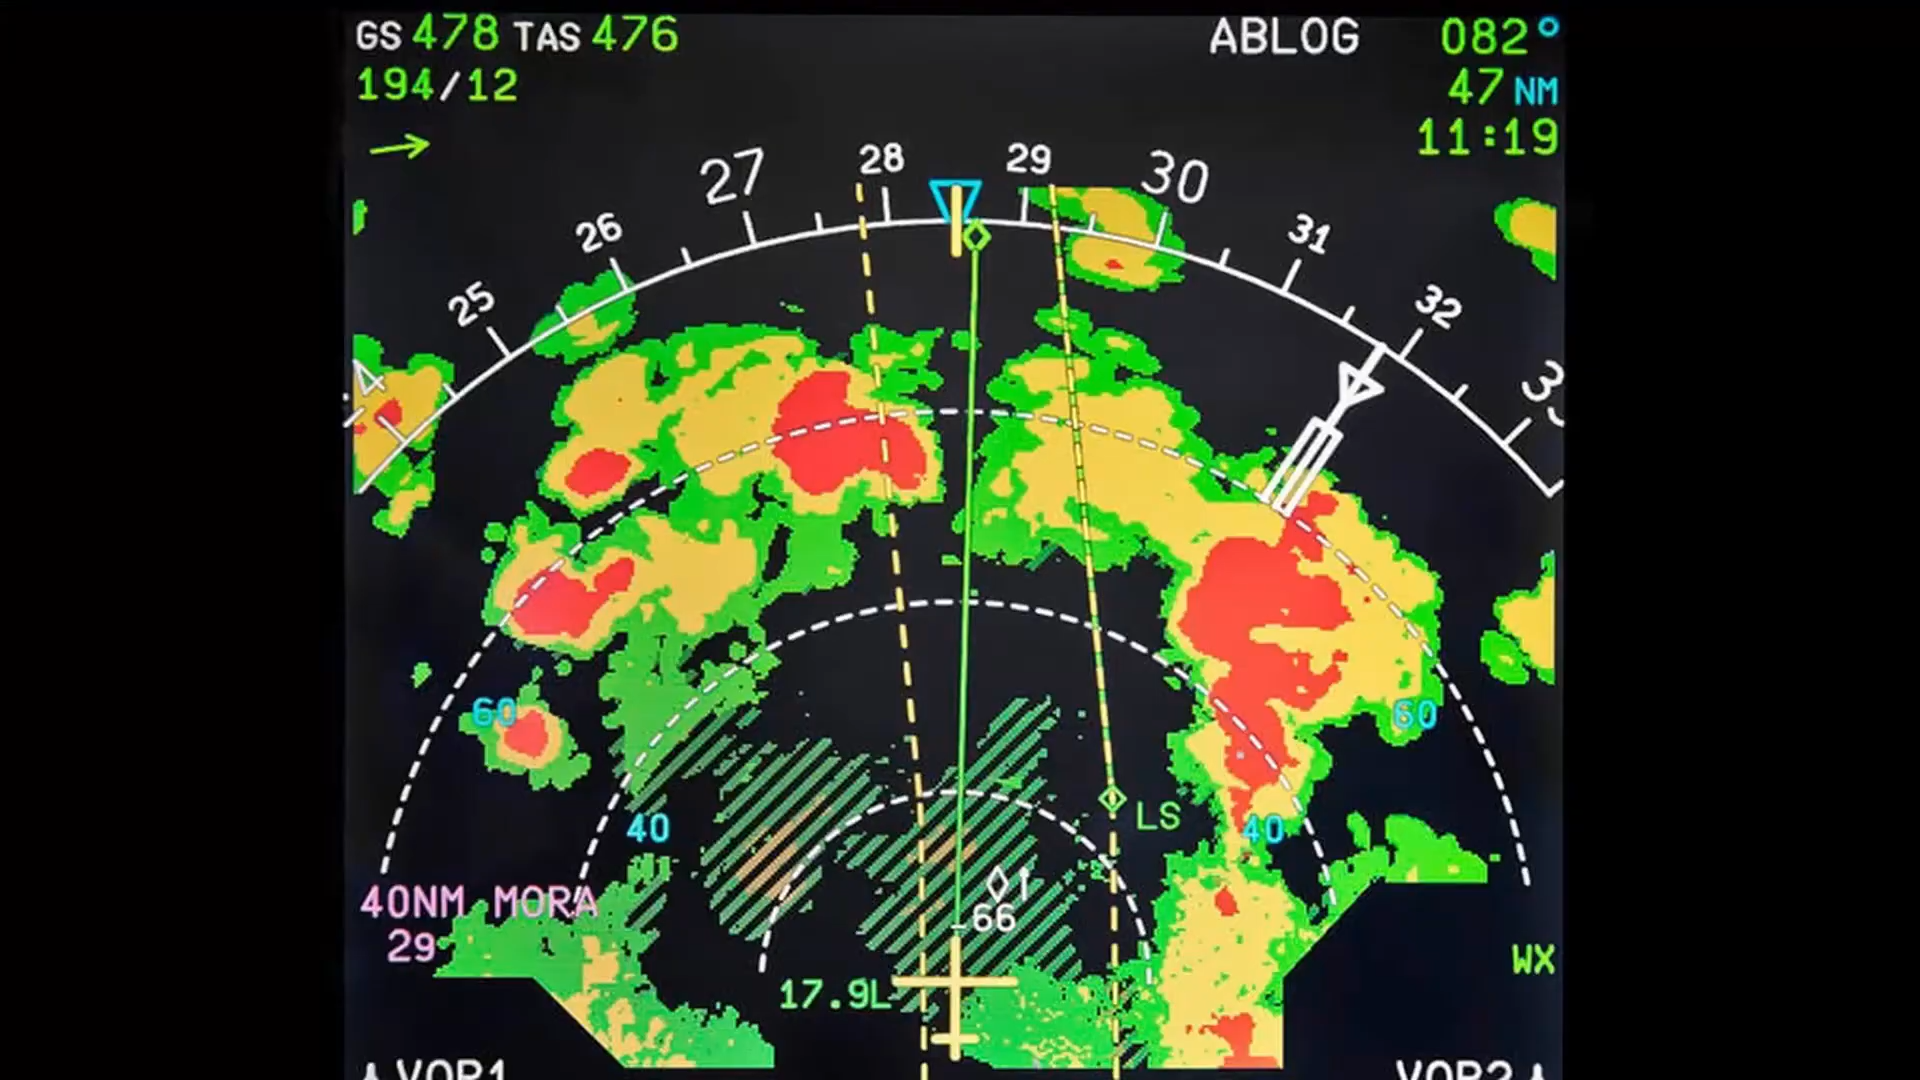 GS 478 TAS 476
ABLOG 082°
194/12
47 NM
11:19
25 26 27 28 29 30 31 32
60 60
LS
40 40
40NM MORA
29
-66
17.9L
WX
VOR1
VOR2